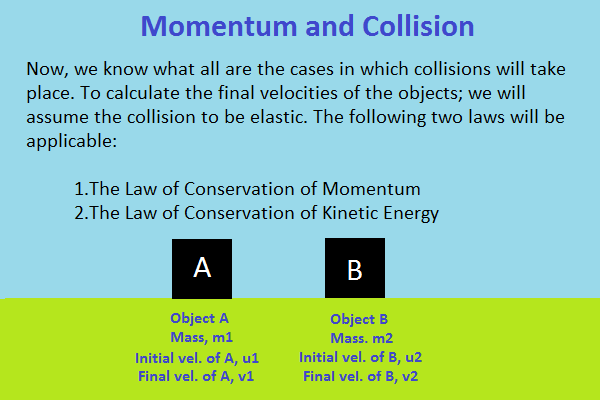 Momentum and Collision
Now, we know what all are the cases in which collisions will take
place. To calculate the final velocities of the objects; we will
assume the collision to be elastic. The following two laws will be
applicable:
1.The Law of Conservation of Momentum
2.The Law of Conservation of Kinetic Energy
A B
Object A Object B
Mass, m1 Mass. m2
Initial vel. of A, u1 Initial vel. of B, u2
Final vel. of A, v1 Final vel. of B, v2